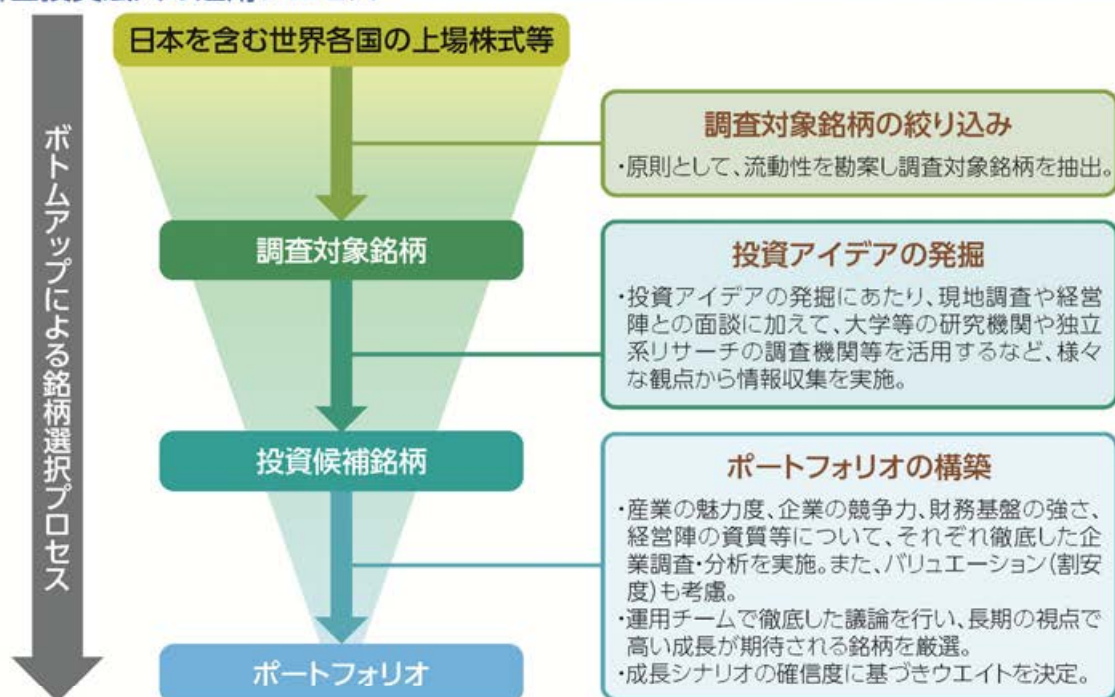 日本を含む世界各国の上場株式等
ボトムアップによる銘柄選択プロセス
調査対象銘柄の絞り込み
・原則として、流動性を勘案し調査対象銘柄を抽出。
調査対象銘柄
投資アイデアの発掘
・投資アイデアの発掘にあたり、現地調査や経営
陣との面談に加えて、大学等の研究機関や独立
系リサーチの調査機関等を活用するなど、様々
な観点から情報収集を実施。
投資候補銘柄
ポートフォリオの構築
・産業の魅力度、企業の競争力、財務基盤の強さ、
経営陣の資質等について、それぞれ徹底した企
業調査・分析を実施。また、バリュエーション(割安
度)も考慮。
・運用チームで徹底した議論を行い、長期の視点で
高い成長が期待される銘柄を厳選。
・成長シナリオの確信度に基づきウエイトを決定。
ポートフォリオ